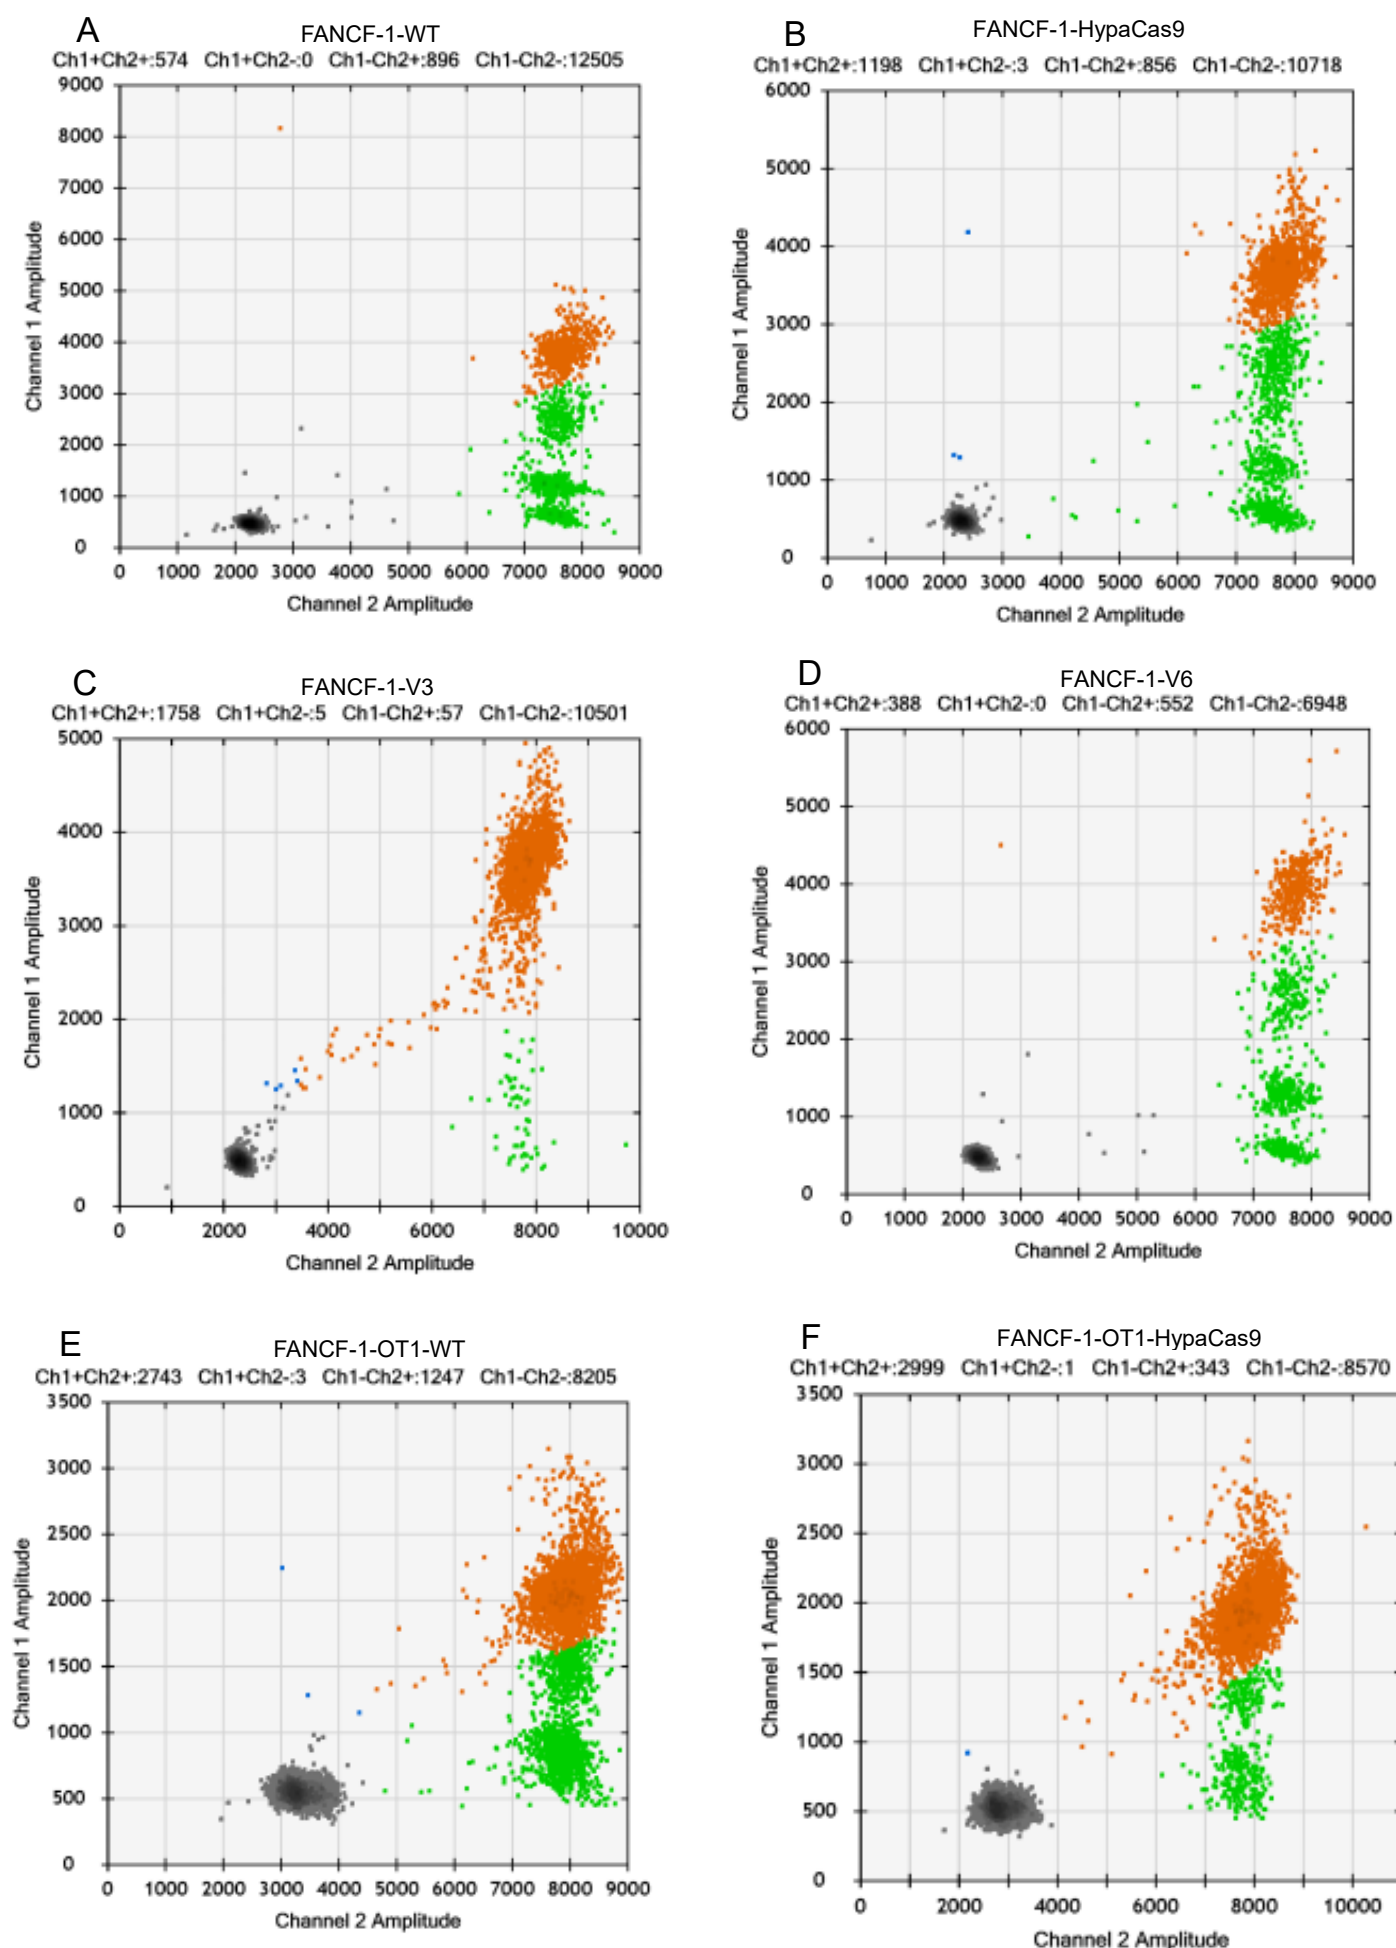 A
FANCF-1-WT
Ch1+Ch2+:574 Ch1+Ch2-:0 Ch1-Ch2+:896 Ch1-Ch2-:12505
9000
8000
7000
6000
5000
4000
3000
2000
1000
0
Channel 1 Amplitude
0 1000 2000 3000 4000 5000 6000 7000 8000 9000
Channel 2 Amplitude
B
FANCF-1-HypaCas9
Ch1+Ch2+:1198 Ch1+Ch2-:3 Ch1-Ch2+:856 Ch1-Ch2-:10718
6000
5000
4000
3000
2000
1000
0
Channel 1 Amplitude
0 1000 2000 3000 4000 5000 6000 7000 8000 9000
Channel 2 Amplitude
C
FANCF-1-V3
Ch1+Ch2+:1758 Ch1+Ch2-:5 Ch1-Ch2+:57 Ch1-Ch2-:10501
5000
4000
3000
2000
1000
0
Channel 1 Amplitude
0 2000 4000 6000 8000 10000
Channel 2 Amplitude
D
FANCF-1-V6
Ch1+Ch2+:388 Ch1+Ch2-:0 Ch1-Ch2+:552 Ch1-Ch2-:6948
6000
5000
4000
3000
2000
1000
0
Channel 1 Amplitude
0 1000 2000 3000 4000 5000 6000 7000 8000 9000
Channel 2 Amplitude
E
FANCF-1-OT1-WT
Ch1+Ch2+:2743 Ch1+Ch2-:3 Ch1-Ch2+:1247 Ch1-Ch2-:8205
3500
3000
2500
2000
1500
1000
500
0
Channel 1 Amplitude
0 1000 2000 3000 4000 5000 6000 7000 8000 9000
Channel 2 Amplitude
F
FANCF-1-OT1-HypaCas9
Ch1+Ch2+:2999 Ch1+Ch2-:1 Ch1-Ch2+:343 Ch1-Ch2-:8570
3500
3000
2500
2000
1500
1000
500
0
Channel 1 Amplitude
0 2000 4000 6000 8000 10000
Channel 2 Amplitude